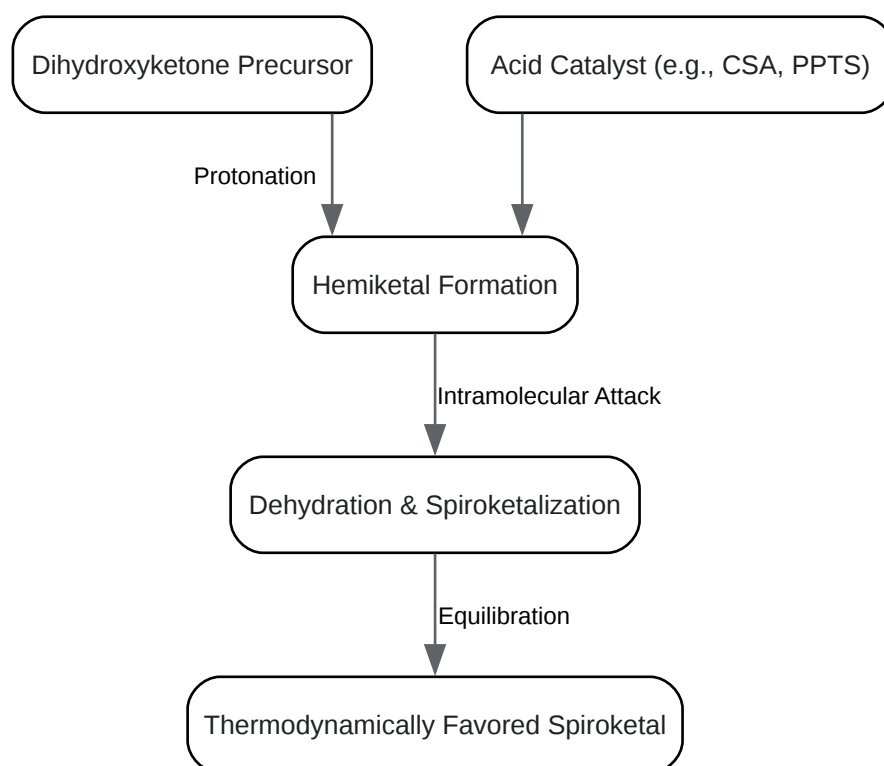 Dihydroxyketone Precursor
Acid Catalyst (e.g., CSA, PPTS)
Protonation
Hemiketal Formation
Intramolecular Attack
Dehydration & Spiroketalization
Equilibration
Thermodynamically Favored Spiroketal